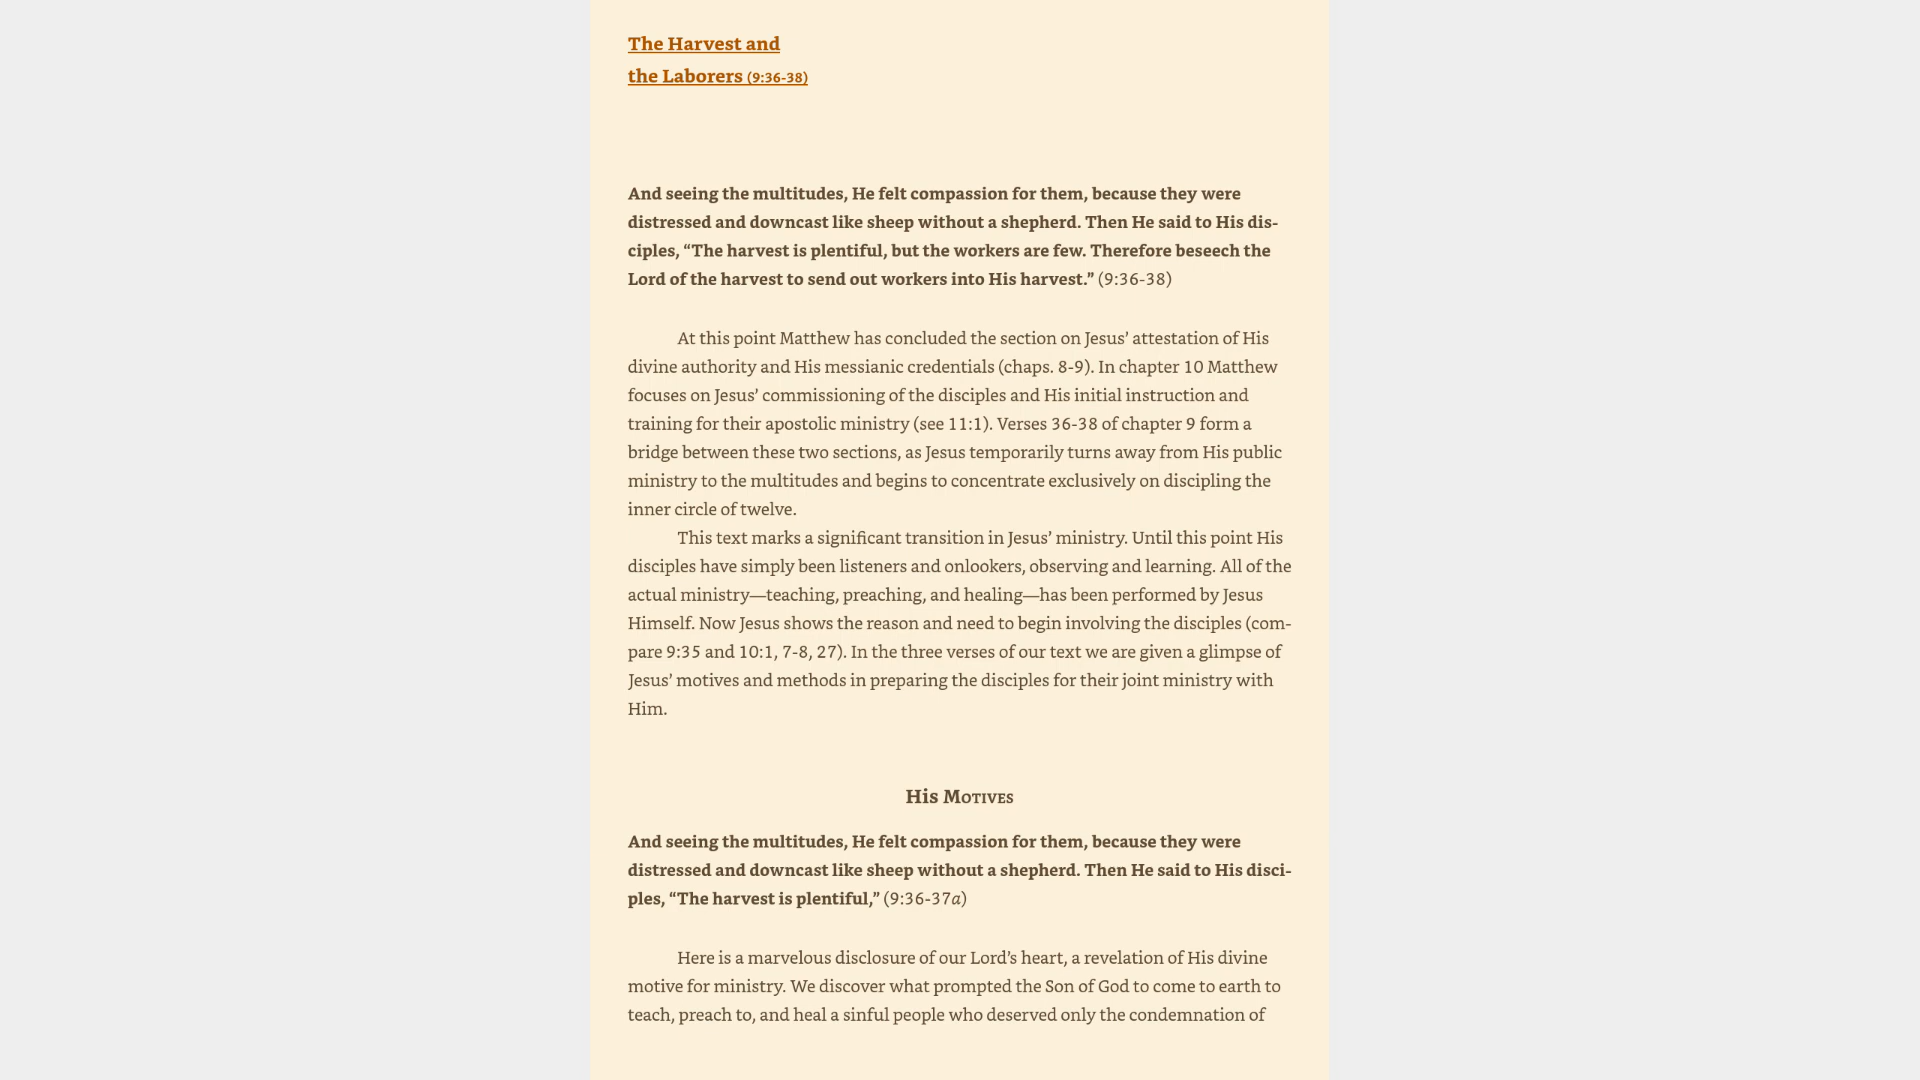 The Harvest and
the Laborers (9:36-38)
And seeing the multitudes, He felt compassion for them, because they were
distressed and downcast like sheep without a shepherd. Then He said to His dis-
ciples, “The harvest is plentiful, but the workers are few. Therefore beseech the
Lord of the harvest to send out workers into His harvest.” (9:36-38)
At this point Matthew has concluded the section on Jesus’ attestation of His
divine authority and His messianic credentials (chaps. 8-9). In chapter 10 Matthew
focuses on Jesus’ commissioning of the disciples and His initial instruction and
training for their apostolic ministry (see 11:1). Verses 36-38 of chapter 9 form a
bridge between these two sections, as Jesus temporarily turns away from His public
ministry to the multitudes and begins to concentrate exclusively on discipling the
inner circle of twelve.
This text marks a significant transition in Jesus’ ministry. Until this point His
disciples have simply been listeners and onlookers, observing and learning. All of the
actual ministry—teaching, preaching, and healing—has been performed by Jesus
Himself. Now Jesus shows the reason and need to begin involving the disciples (com-
pare 9:35 and 10:1, 7-8, 27). In the three verses of our text we are given a glimpse of
Jesus’ motives and methods in preparing the disciples for their joint ministry with
Him.
His Motives
And seeing the multitudes, He felt compassion for them, because they were
distressed and downcast like sheep without a shepherd. Then He said to His disci-
ples, “The harvest is plentiful,” (9:36-37a)
Here is a marvelous disclosure of our Lord’s heart, a revelation of His divine
motive for ministry. We discover what prompted the Son of God to come to earth to
teach, preach to, and heal a sinful people who deserved only the condemnation of